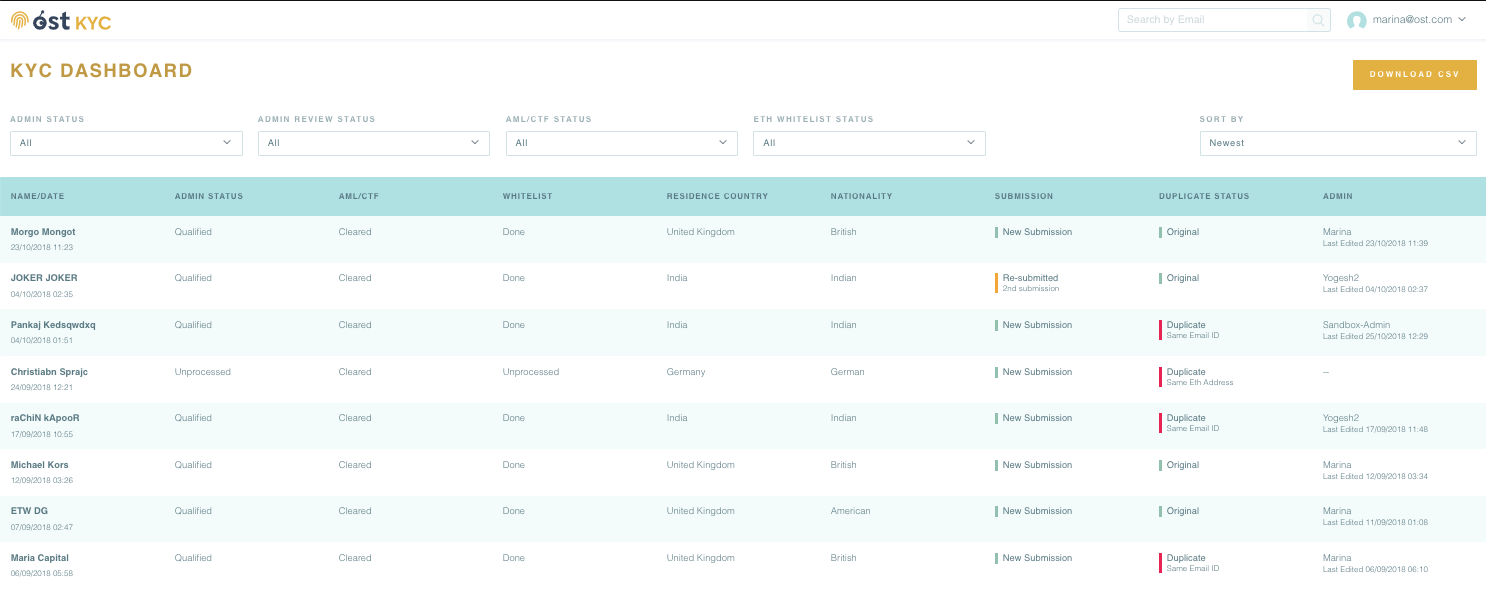 óst KYC
Search by Email
marina@ost.com
KYC DASHBOARD
DOWNLOAD CSV
ADMIN STATUS ADMIN REVIEW STATUS AML/CTF STATUS ETH WHITELIST STATUS SORT BY
All All All All Newest
NAME/DATE ADMIN STATUS AML/CTF WHITELIST RESIDENCE COUNTRY NATIONALITY SUBMISSION DUPLICATE STATUS ADMIN
Morgo Mongot Qualified Cleared Done United Kingdom British New Submission Original Marina
23/10/2018 11:23 Last Edited 23/10/2018 11:39
JOKER JOKER Qualified Cleared Done India Indian Re-submitted Original Yogesh2
04/10/2018 02:35 2nd submission Last Edited 04/10/2018 02:37
Pankaj Kedsqwdxq Qualified Cleared Done India Indian New Submission Duplicate Sandbox-Admin
04/10/2018 01:51 Same Email ID Last Edited 25/10/2018 12:29
Christiabn Sprajc Unprocessed Cleared Unprocessed Germany German New Submission Duplicate --
24/09/2018 12:21 Same Eth Address
raChiN kApooR Qualified Cleared Done India Indian New Submission Duplicate Yogesh2
17/09/2018 10:55 Same Email ID Last Edited 17/09/2018 11:48
Michael Kors Qualified Cleared Done United Kingdom British New Submission Original Marina
12/09/2018 03:26 Last Edited 12/09/2018 03:34
ETW DG Qualified Cleared Done United Kingdom American New Submission Original Marina
07/09/2018 02:47 Last Edited 11/09/2018 01:08
Maria Capital Qualified Cleared Done United Kingdom British New Submission Duplicate Marina
06/09/2018 05:58 Same Email ID Last Edited 06/09/2018 06:10